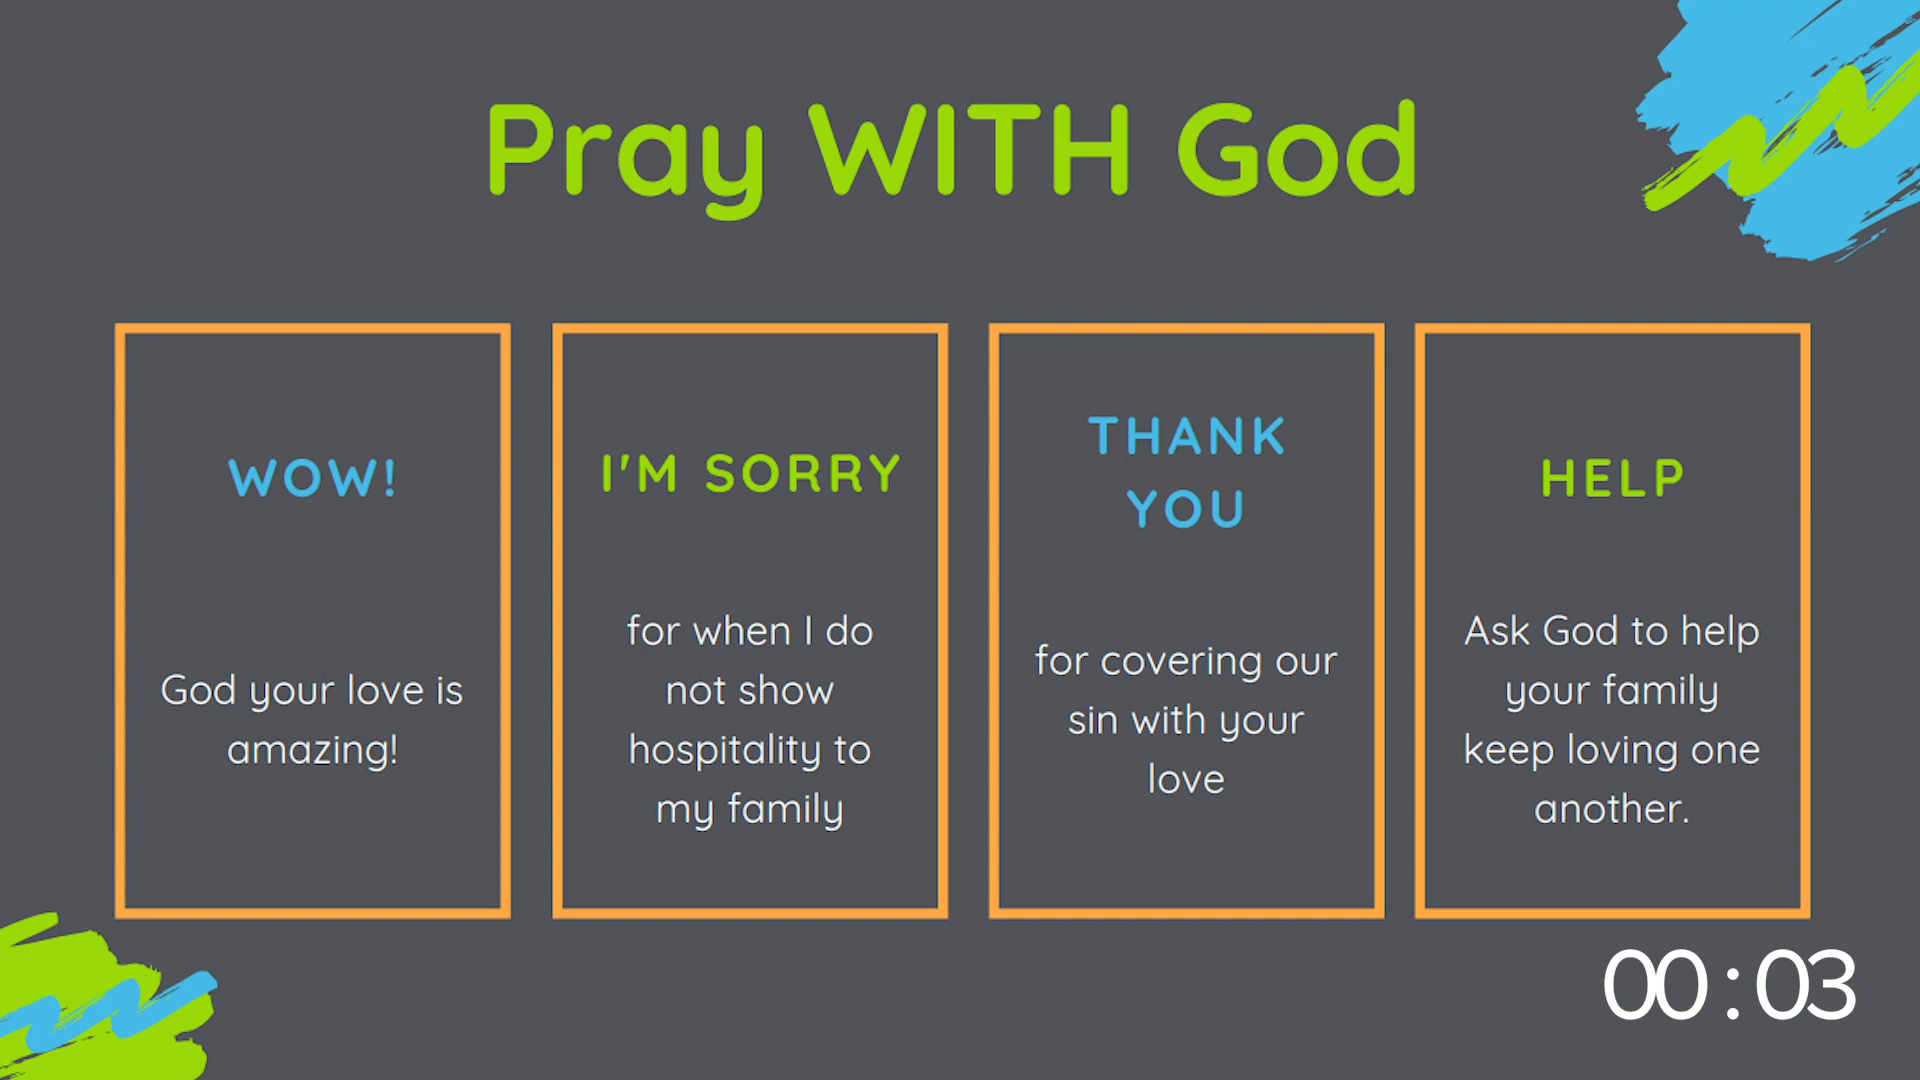 Pray WITH God
WOW!
God your love is
amazing!
I'M SORRY
for when I do
not show
hospitality to
my family
THANK
YOU
for covering our
sin with your
love
HELP
Ask God to help
your family
keep loving one
another.
00:03